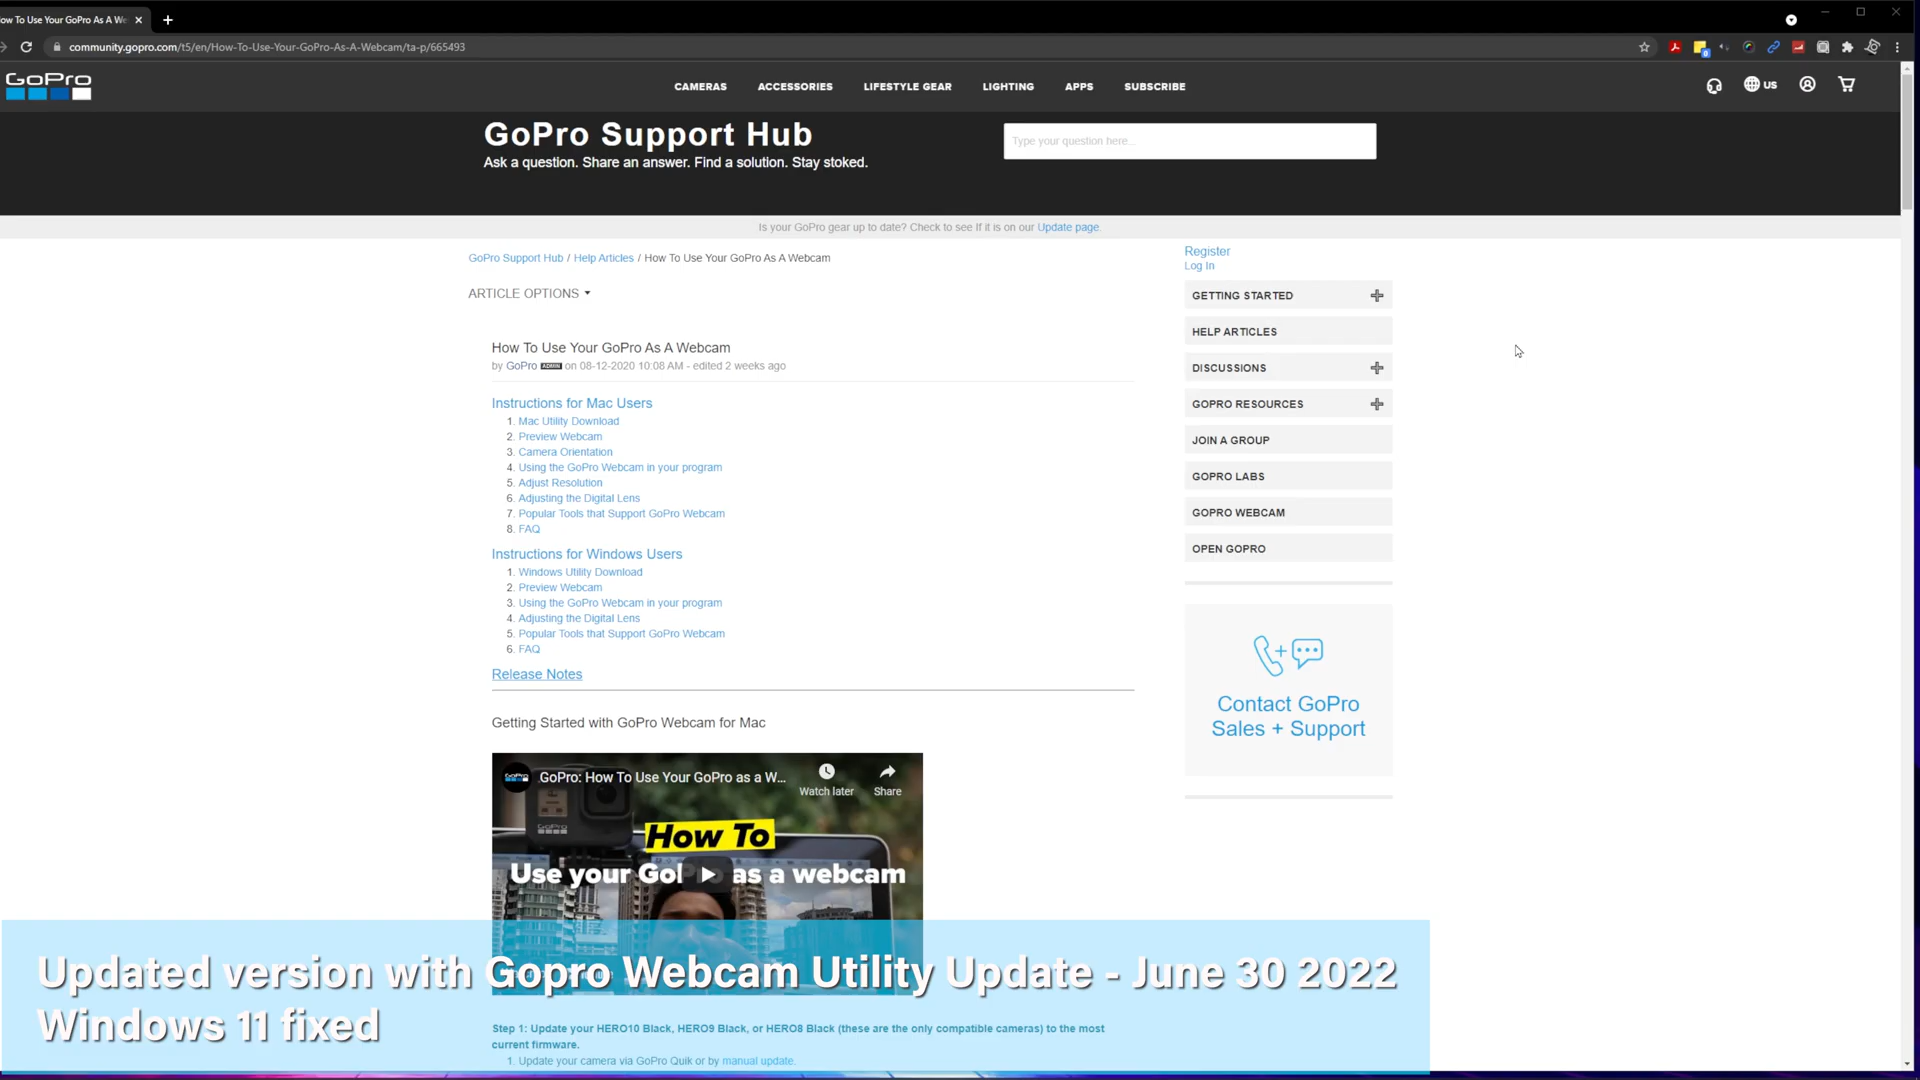 How To Use Your GoPro As A We
community.gopro.com/t5/en/How-To-Use-Your-GoPro-As-A-Webcam/ta-p/665493
GoPro
CAMERAS ACCESSORIES LIFESTYLE GEAR LIGHTING APPS SUBSCRIBE
US
GoPro Support Hub
Ask a question. Share an answer. Find a solution. Stay stoked.
Type your question here...
Is your GoPro gear up to date? Check to see If it is on our Update page.
GoPro Support Hub / Help Articles / How To Use Your GoPro As A Webcam
ARTICLE OPTIONS
How To Use Your GoPro As A Webcam
by GoPro ADMIN on 08-12-2020 10:08 AM - edited 2 weeks ago
Instructions for Mac Users
1. Mac Utility Download
2. Preview Webcam
3. Camera Orientation
4. Using the GoPro Webcam in your program
5. Adjust Resolution
6. Adjusting the Digital Lens
7. Popular Tools that Support GoPro Webcam
8. FAQ
Instructions for Windows Users
1. Windows Utility Download
2. Preview Webcam
3. Using the GoPro Webcam in your program
4. Adjusting the Digital Lens
5. Popular Tools that Support GoPro Webcam
6. FAQ
Release Notes
Getting Started with GoPro Webcam for Mac
GoPro: How To Use Your GoPro as a W...
Watch later
Share
GoPro
How To
Use your as a webcam
Register
Log In
GETTING STARTED
HELP ARTICLES
DISCUSSIONS
GOPRO RESOURCES
JOIN A GROUP
GOPRO LABS
GOPRO WEBCAM
OPEN GOPRO
Contact GoPro
Sales + Support
Updated version with Gopro Webcam Utility Update - June 30 2022
Windows 11 fixed
Step 1: Update your HERO10 Black, HERO9 Black, or HERO8 Black (these are the only compatible cameras) to the most
current firmware.
1. Update your camera via GoPro Quik or by manual update.